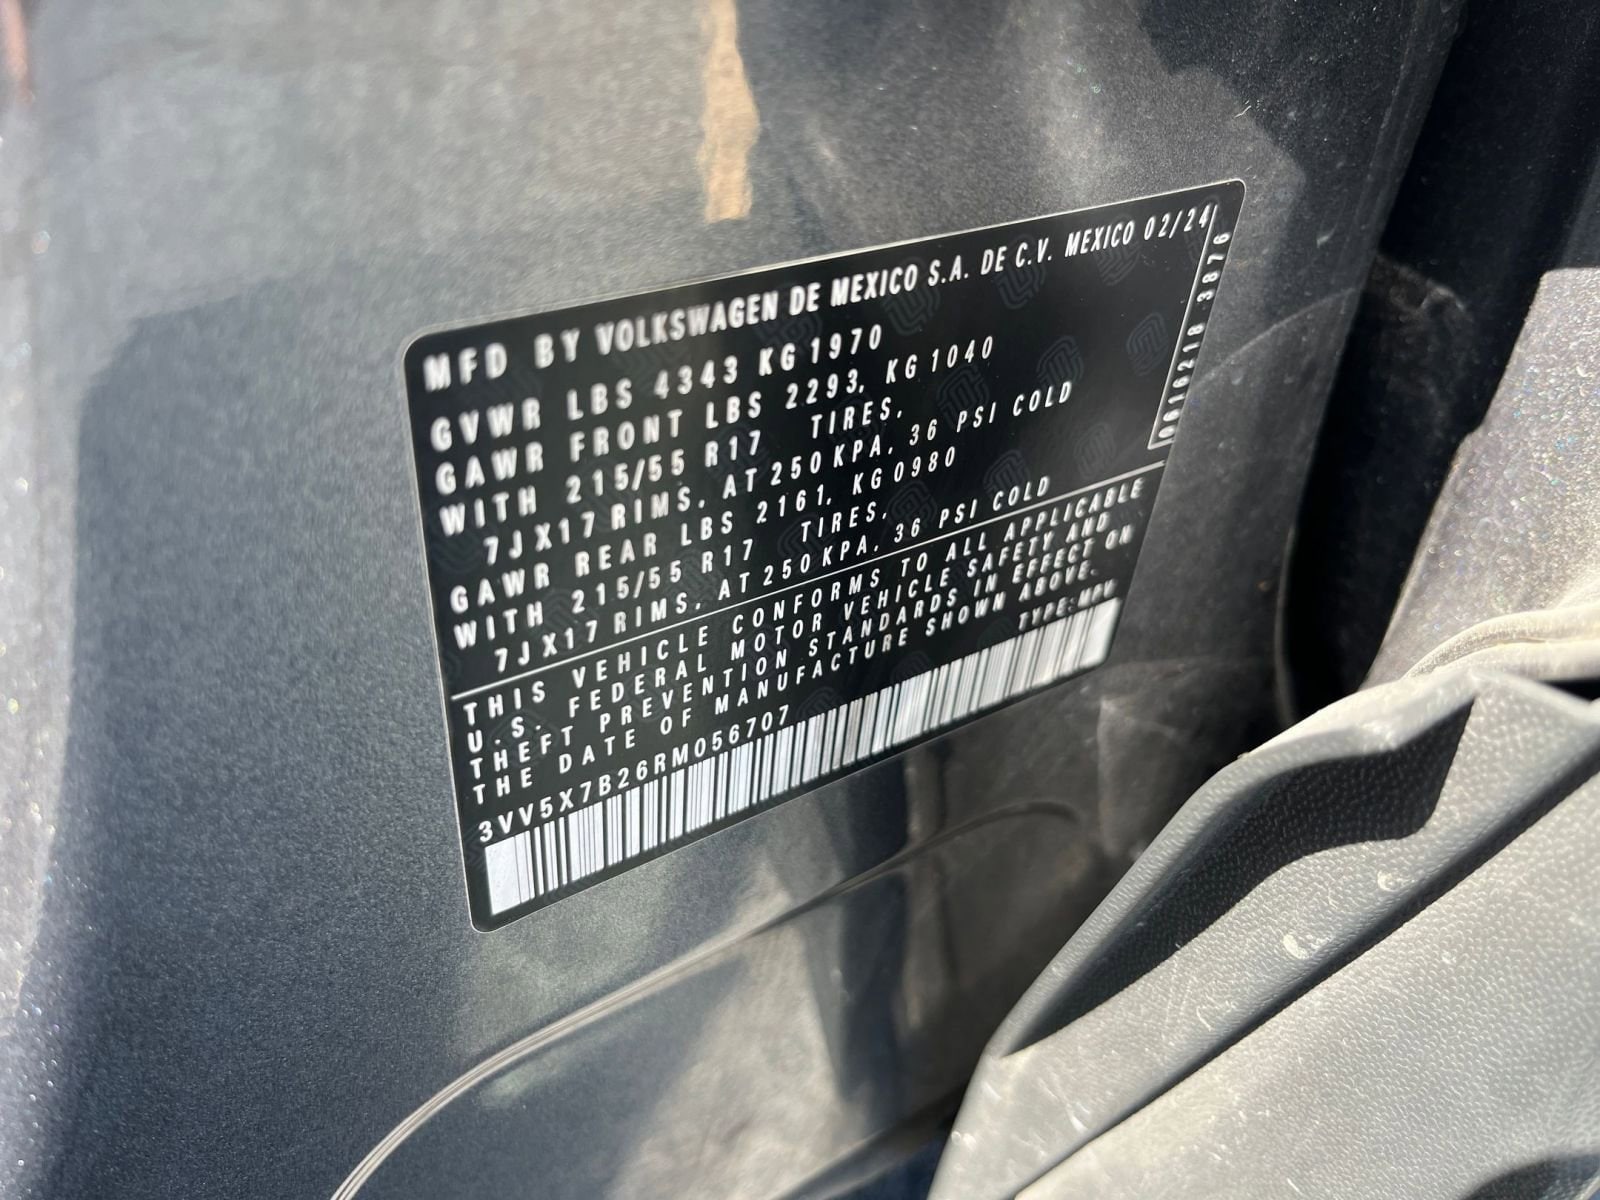 MFD BY VOLKSWAGEN DE MEXICO S.A. DE C.V. MEXICO 02/24
GVWR LBS 4343 KG 1970
GAWR FRONT LBS 2293, KG 1040
WITH 215/55 R17 TIRES,
7JX17 RIMS, AT 250 KPA, 36 PSI COLD
GAWR REAR LBS 2161, KG 0980
WITH 215/55 R17 TIRES,
7JX17 RIMS, AT 250 KPA, 36 PSI COLD
THIS VEHICLE CONFORMS TO ALL APPLICABLE
U.S. FEDERAL MOTOR VEHICLE SAFETY AND
THEFT PREVENTION STANDARDS IN EFFECT ON
THE DATE OF MANUFACTURE SHOWN ABOVE.
TYPE:MPV
3VV5X7B26RM056707
0016218 3876